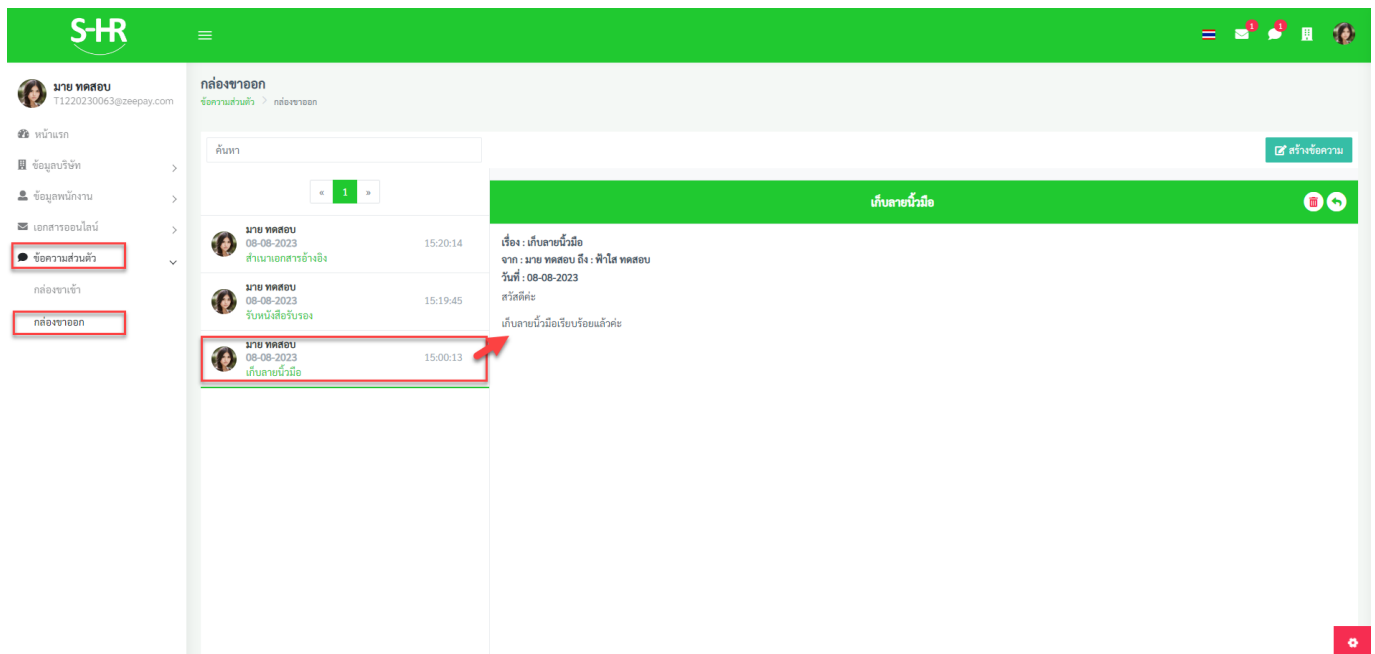 S-HR
1
1
มาย ทดสอบ
T1220230063@zeepay.com
หน้าแรก
ข้อมูลบริษัท
ข้อมูลพนักงาน
เอกสารออนไลน์
ข้อความส่วนตัว
กล่องขาเข้า
กล่องขาออก
กล่องขาออก
ข้อความส่วนตัว > กล่องขาออก
ค้นหา
สร้างข้อความ
« 1 »
มาย ทดสอบ
08-08-2023 15:20:14
สำเนาเอกสารอ้างอิง
มาย ทดสอบ
08-08-2023 15:19:45
รับหนังสือรับรอง
มาย ทดสอบ
08-08-2023 15:00:13
เก็บลายนิ้วมือ
เก็บลายนิ้วมือ
เรื่อง : เก็บลายนิ้วมือ
จาก : มาย ทดสอบ ถึง : ฟ้าใส ทดสอบ
วันที่ : 08-08-2023
สวัสดีค่ะ
เก็บลายนิ้วมือเรียบร้อยแล้วค่ะ